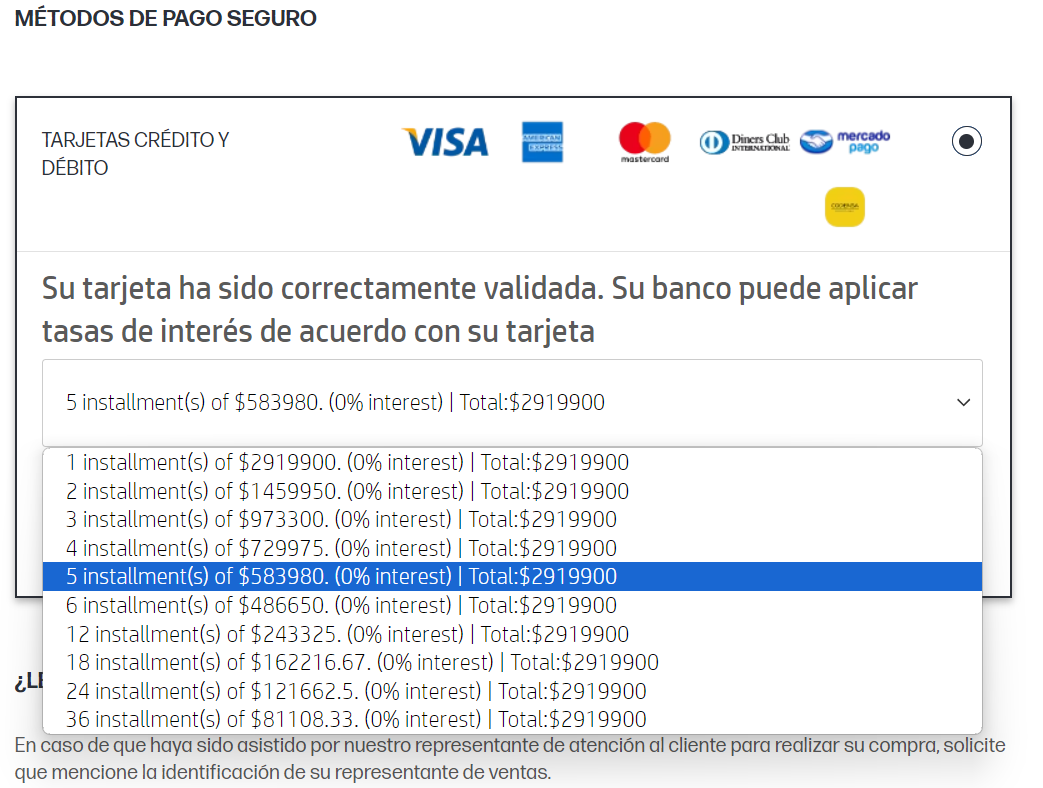 MÉTODOS DE PAGO SEGURO
TARJETAS CRÉDITO Y
DÉBITO
VISA
AMERICAN
EXPRESS
mastercard
Diners Club
INTERNATIONAL
mercado
pago
CODENSA
Su tarjeta ha sido correctamente validada. Su banco puede aplicar
tasas de interés de acuerdo con su tarjeta
5 installment(s) of $583980. (0% interest) | Total:$2919900
1 installment(s) of $2919900. (0% interest) | Total:$2919900
2 installment(s) of $1459950. (0% interest) | Total:$2919900
3 installment(s) of $973300. (0% interest) | Total:$2919900
4 installment(s) of $729975. (0% interest) | Total:$2919900
5 installment(s) of $583980. (0% interest) | Total:$2919900
6 installment(s) of $486650. (0% interest) | Total:$2919900
12 installment(s) of $243325. (0% interest) | Total:$2919900
18 installment(s) of $162216.67. (0% interest) | Total:$2919900
24 installment(s) of $121662.5. (0% interest) | Total:$2919900
36 installment(s) of $81108.33. (0% interest) | Total:$2919900
¿LE
En caso de que haya sido asistido por nuestro representante de atención al cliente para realizar su compra, solicite
que mencione la identificación de su representante de ventas.